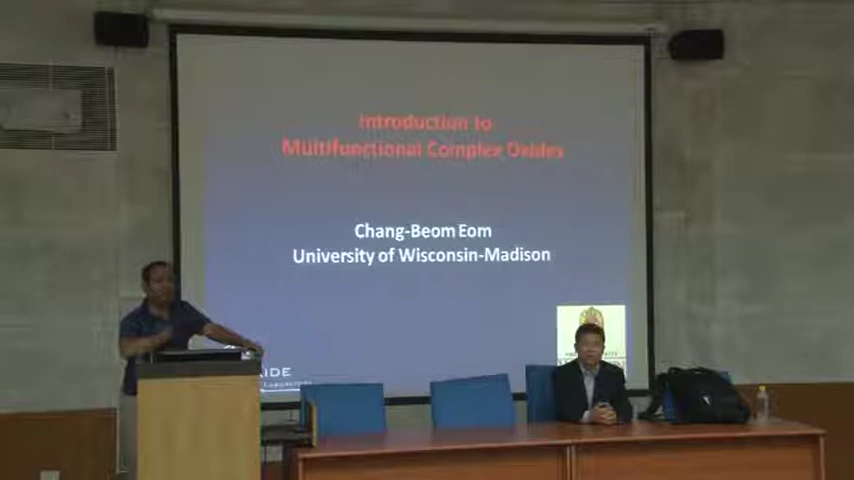 Introduction to
Multifunctional Complex Oxides
Chang-Beom Eom
University of Wisconsin-Madison